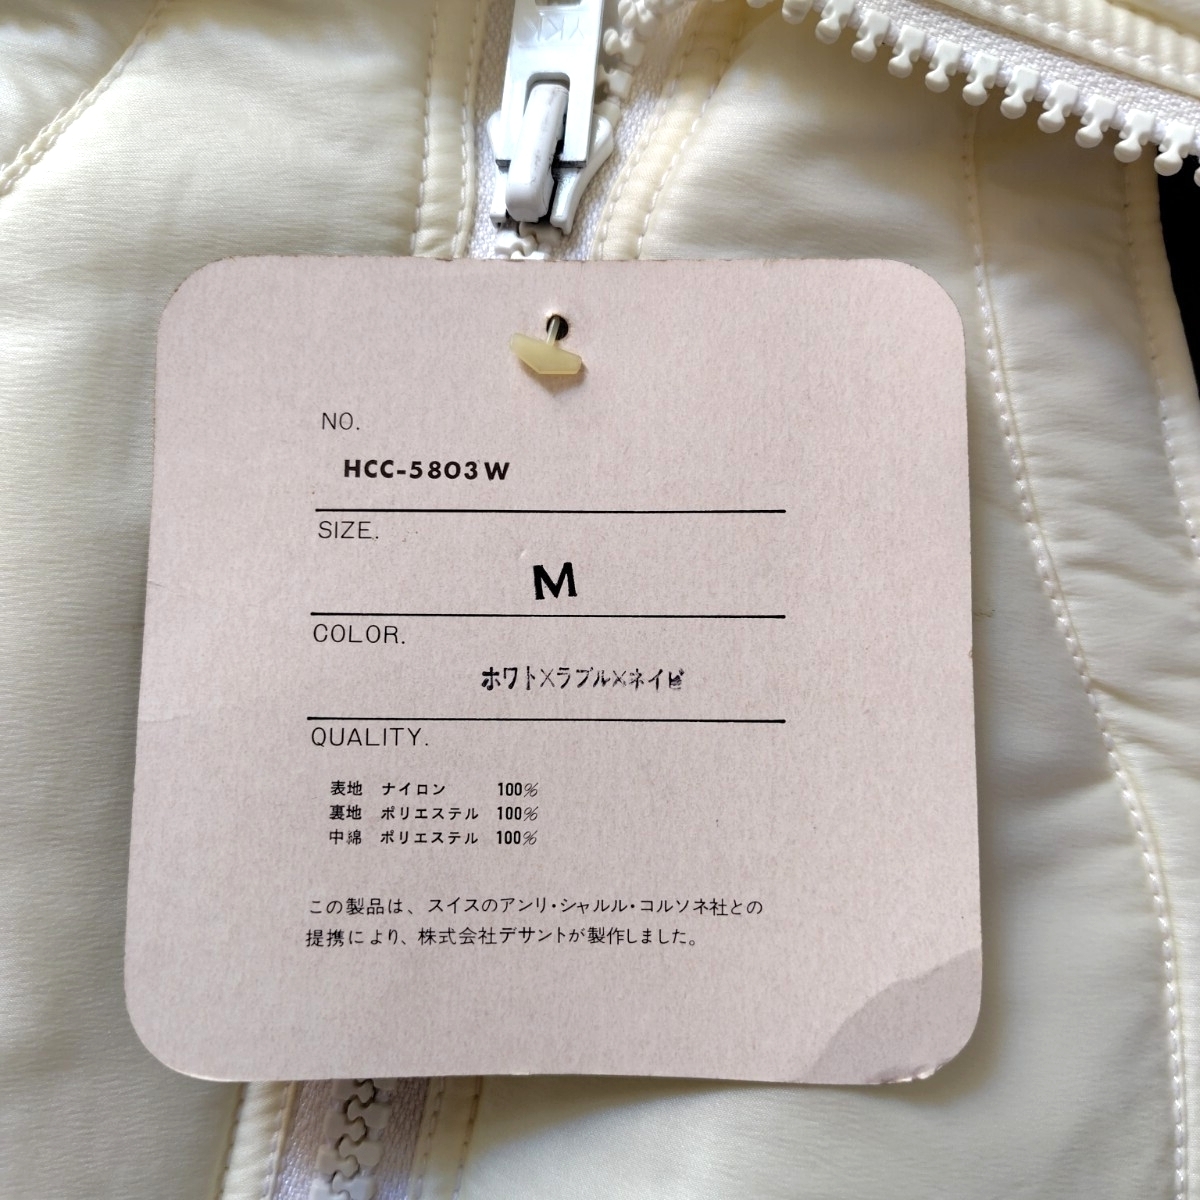 YKK
NO.
HCC-5803W
SIZE.
M
COLOR.
ホワト×ラブル×ネイビ
QUALITY.
表地 ナイロン 100%
裏地 ポリエステル 100%
中綿 ポリエステル 100%
この製品は、スイスのアンリ・シャルル・コルソネ社との
提携により、株式会社デサントが製作しました。